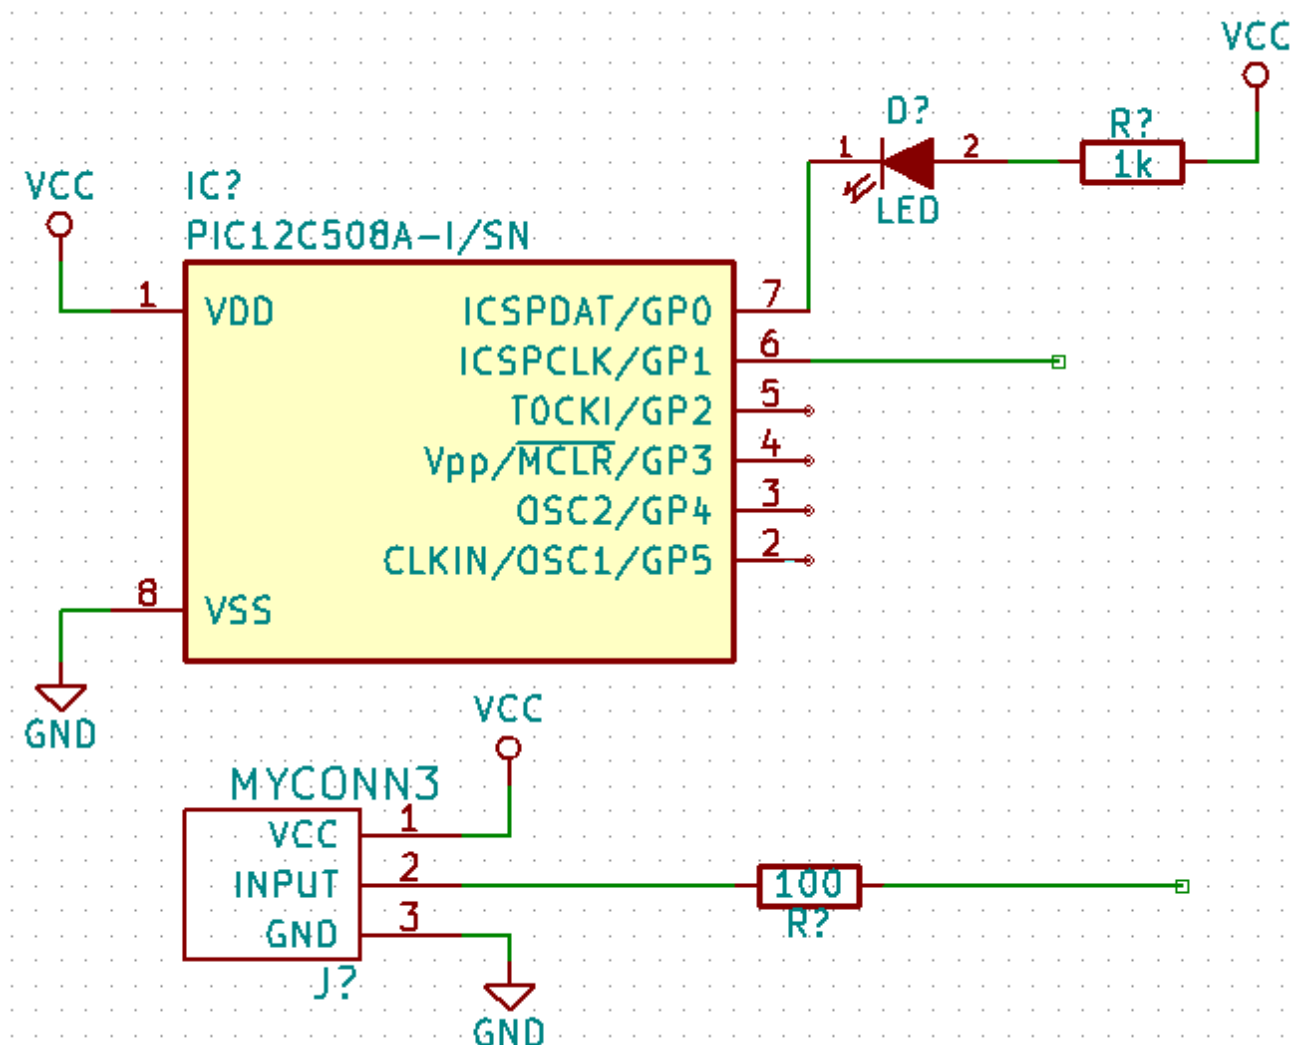 VCC
D?
R?
1
2
1k
VCC
IC?
LED
PIC12C508A-I/SN
1
VDD
ICSPDAT/GP0
7
ICSPCLK/GP1
6
T0CKI/GP2
5
Vpp/MCLR/GP3
4
OSC2/GP4
3
CLKIN/OSC1/GP5
2
8
VSS
GND
VCC
MYCONN3
VCC
1
INPUT
2
100
GND
3
R?
J?
GND